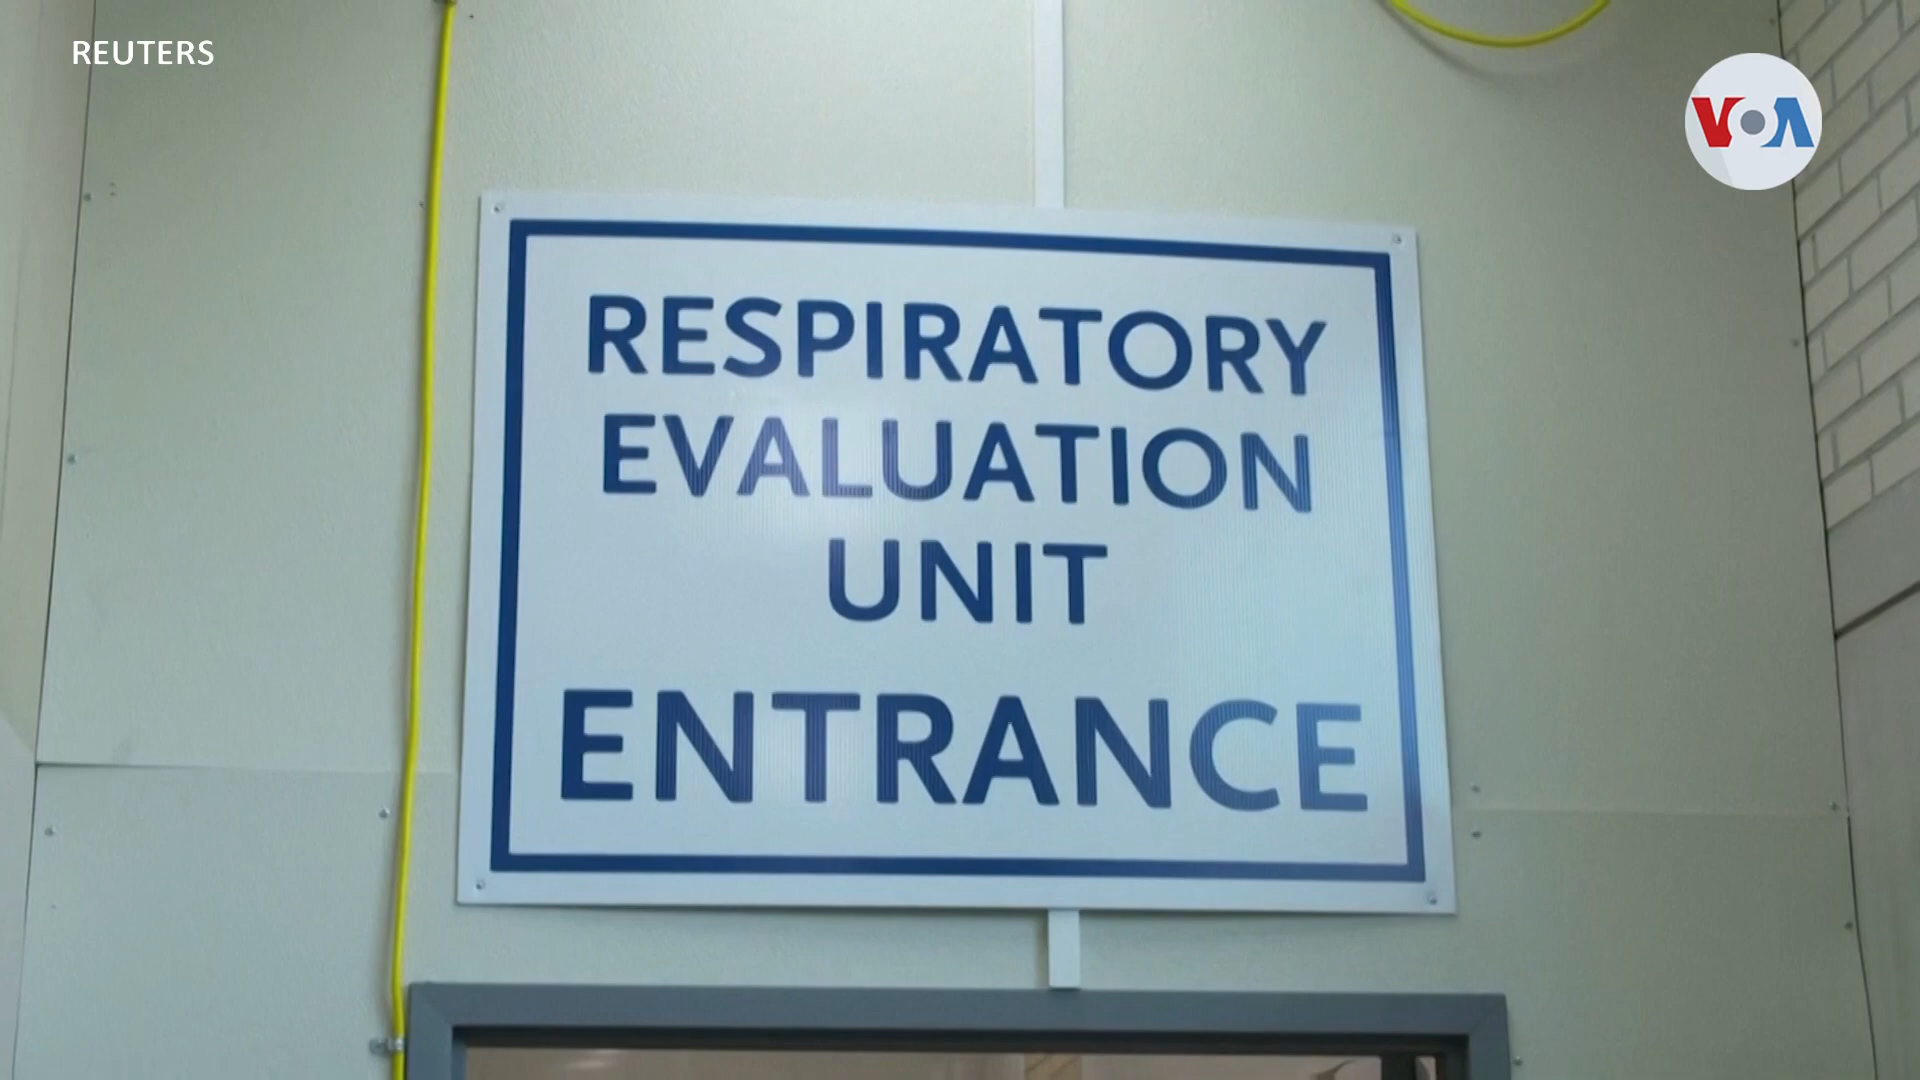 REUTERS
VOA
RESPIRATORY
EVALUATION
UNIT
ENTRANCE